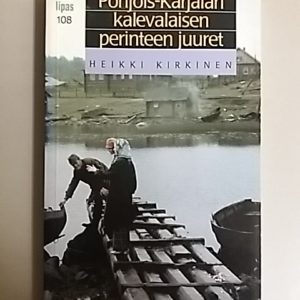 lipas
108
Pohjois-Karjalan
kalevalaisen
perinteen juuret
HEIKKI KIRKINEN